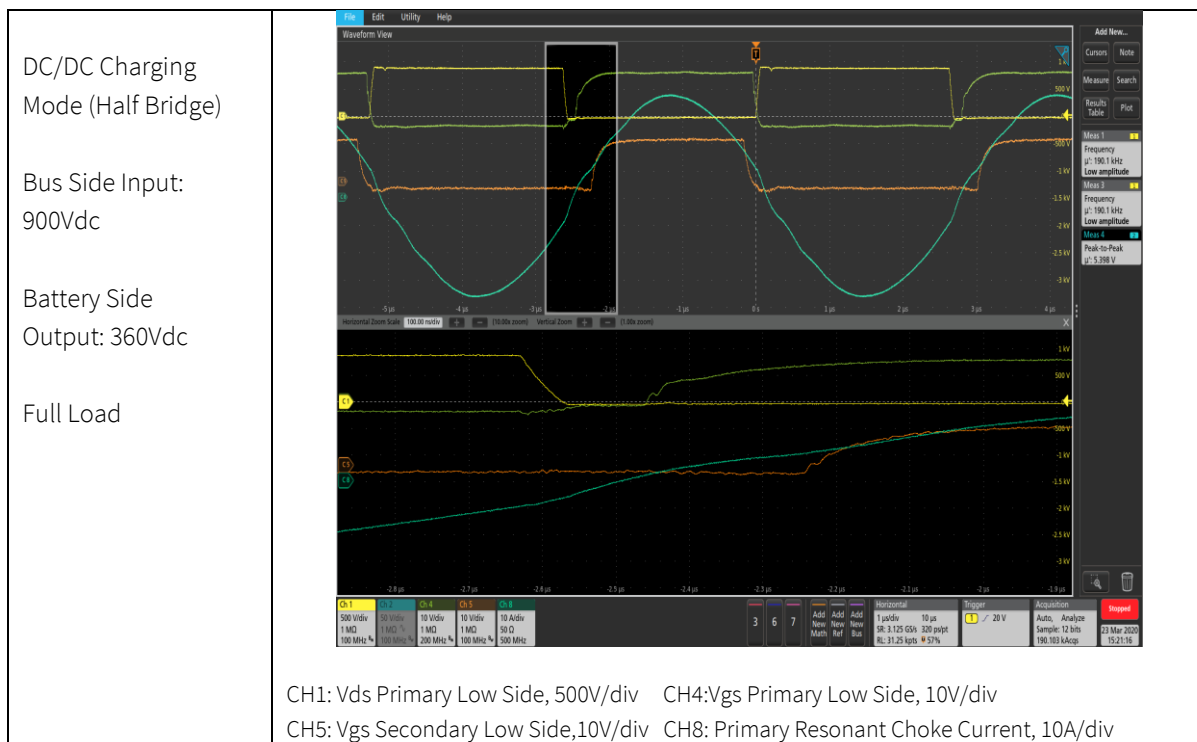 DC/DC Charging
Mode (Half Bridge)
Bus Side Input:
900Vdc
Battery Side
Output: 360Vdc
Full Load
File Edit Utility Help
Waveform View
Add New...
Cursors Note
Measure Search
Results Table Plot
Meas 1 1
Frequency
µ': 190.1 kHz
Low amplitude
Meas 3 1
Frequency
µ': 190.1 kHz
Low amplitude
Meas 4 2
Peak-to-Peak
µ': 5.398 V
T
1 kV
500 V
-500 V
-1 kV
-1.5 kV
-2 kV
-2.5 kV
-3 kV
-5 µs -4 µs -3 µs -2 µs -1 µs 0 s 1 µs 2 µs 3 µs 4 µs
Horizontal Zoom Scale 100.00 ns/div + − (10.00x zoom) Vertical Zoom + − (1.00x zoom) X
1 kV
500 V
C1
-500 V
-1 kV
C5
C8
-1.5 kV
-2 kV
-2.5 kV
-3 kV
-2.8 µs -2.7 µs -2.6 µs -2.5 µs -2.4 µs -2.3 µs -2.2 µs -2.1 µs -2 µs -1.9 µs
Ch 1 Ch 2 Ch 4 Ch 5 Ch 8
500 V/div 50 V/div 10 V/div 10 V/div 10 A/div
1 MΩ 1 MΩ 1 MΩ 1 MΩ 50 Ω
100 MHz 100 MHz 200 MHz 100 MHz 500 MHz
3 6 7
Add New Math
Add New Ref
Add New Bus
Horizontal
1 µs/div 10 µs
SR: 3.125 GS/s 320 ps/pt
RL: 31.25 kpts 57%
Trigger
1 20 V
Acquisition
Auto, Analyze
Sample: 12 bits
190.103 kAcqs
Stopped
23 Mar 2020
15:21:16
CH1: Vds Primary Low Side, 500V/div CH4:Vgs Primary Low Side, 10V/div
CH5: Vgs Secondary Low Side,10V/div CH8: Primary Resonant Choke Current, 10A/div